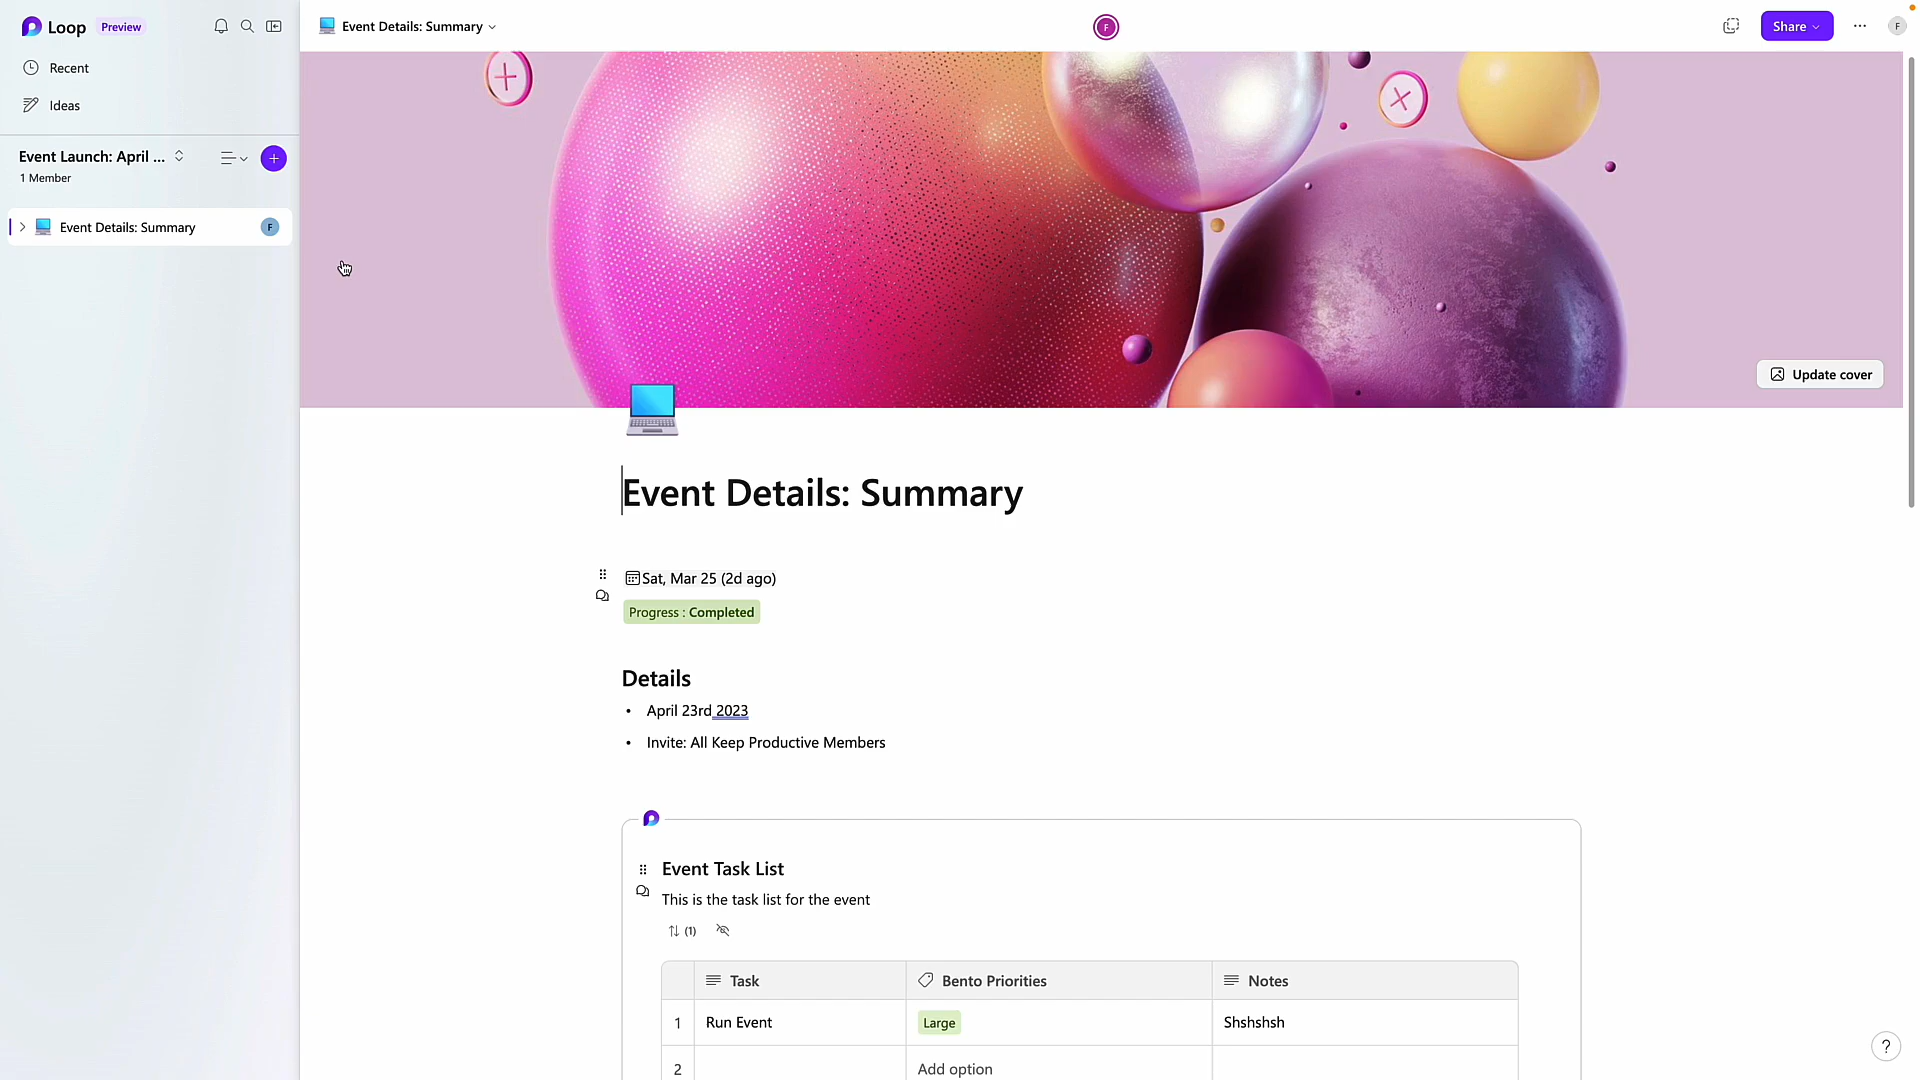 Loop Preview
Recent
Ideas
Event Launch: April ...
1 Member
Event Details: Summary F
Event Details: Summary
F
Share
F
Update cover
Event Details: Summary
Sat, Mar 25 (2d ago)
Progress : Completed
Details
• April 23rd 2023
• Invite: All Keep Productive Members
Event Task List
This is the task list for the event
(1)
Task Bento Priorities Notes
1 Run Event Large Shshshsh
2 Add option
?